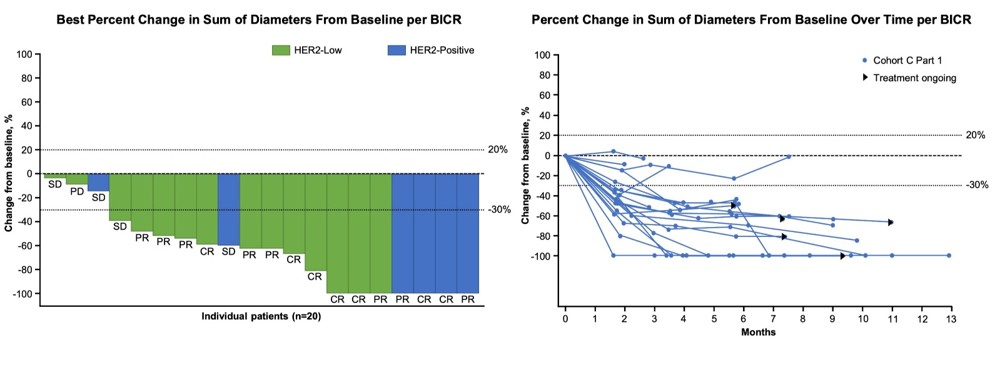 Best Percent Change in Sum of Diameters From Baseline per BICR
HER2-Low
HER2-Positive
Change from baseline, %
100
80
60
40
20
0
-20
-40
-60
-80
-100
20%
-30%
SD
PD
SD
SD
PR
PR
PR
CR
SD
PR
PR
CR
CR
CR
CR
PR
PR
CR
CR
PR
Individual patients (n=20)
Percent Change in Sum of Diameters From Baseline Over Time per BICR
Cohort C Part 1
Treatment ongoing
Change from baseline, %
100
80
60
40
20
0
-20
-40
-60
-80
-100
20%
-30%
0 1 2 3 4 5 6 7 8 9 10 11 12 13
Months